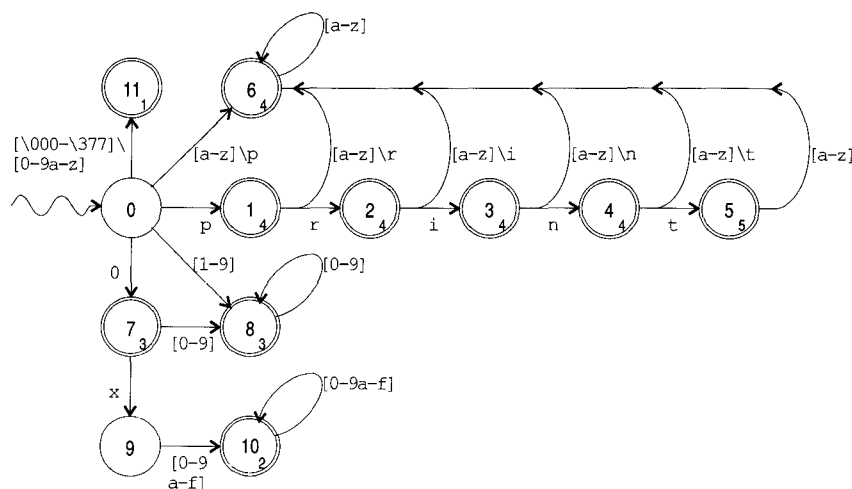 [a-z]
11 1
6 4
[\000-\377]\
[0-9a-z]
[a-z]\p
[a-z]\r
[a-z]\i
[a-z]\n
[a-z]\t
[a-z]
0
p
1 4
r
2 4
i
3 4
n
4 4
t
5 5
0
[1-9]
[0-9]
7 3
[0-9]
8 3
x
[0-9a-f]
9
[0-9
a-f]
10 2